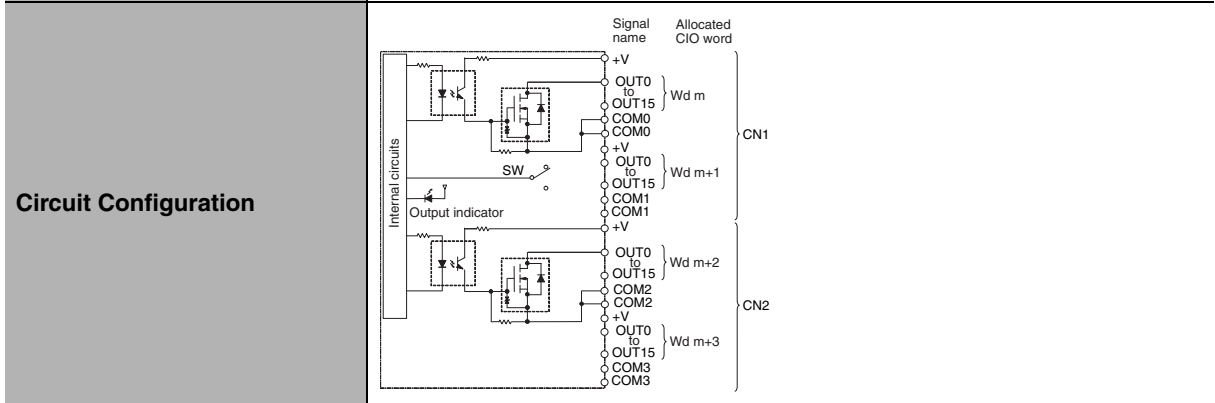 Circuit Configuration
Signal name
Allocated CIO word
Internal circuits
SW
Output indicator
+V
OUT0
to
OUT15
COM0
COM0
Wd m
+V
OUT0
to
OUT15
COM1
COM1
Wd m+1
CN1
+V
OUT0
to
OUT15
COM2
COM2
Wd m+2
+V
OUT0
to
OUT15
COM3
COM3
Wd m+3
CN2